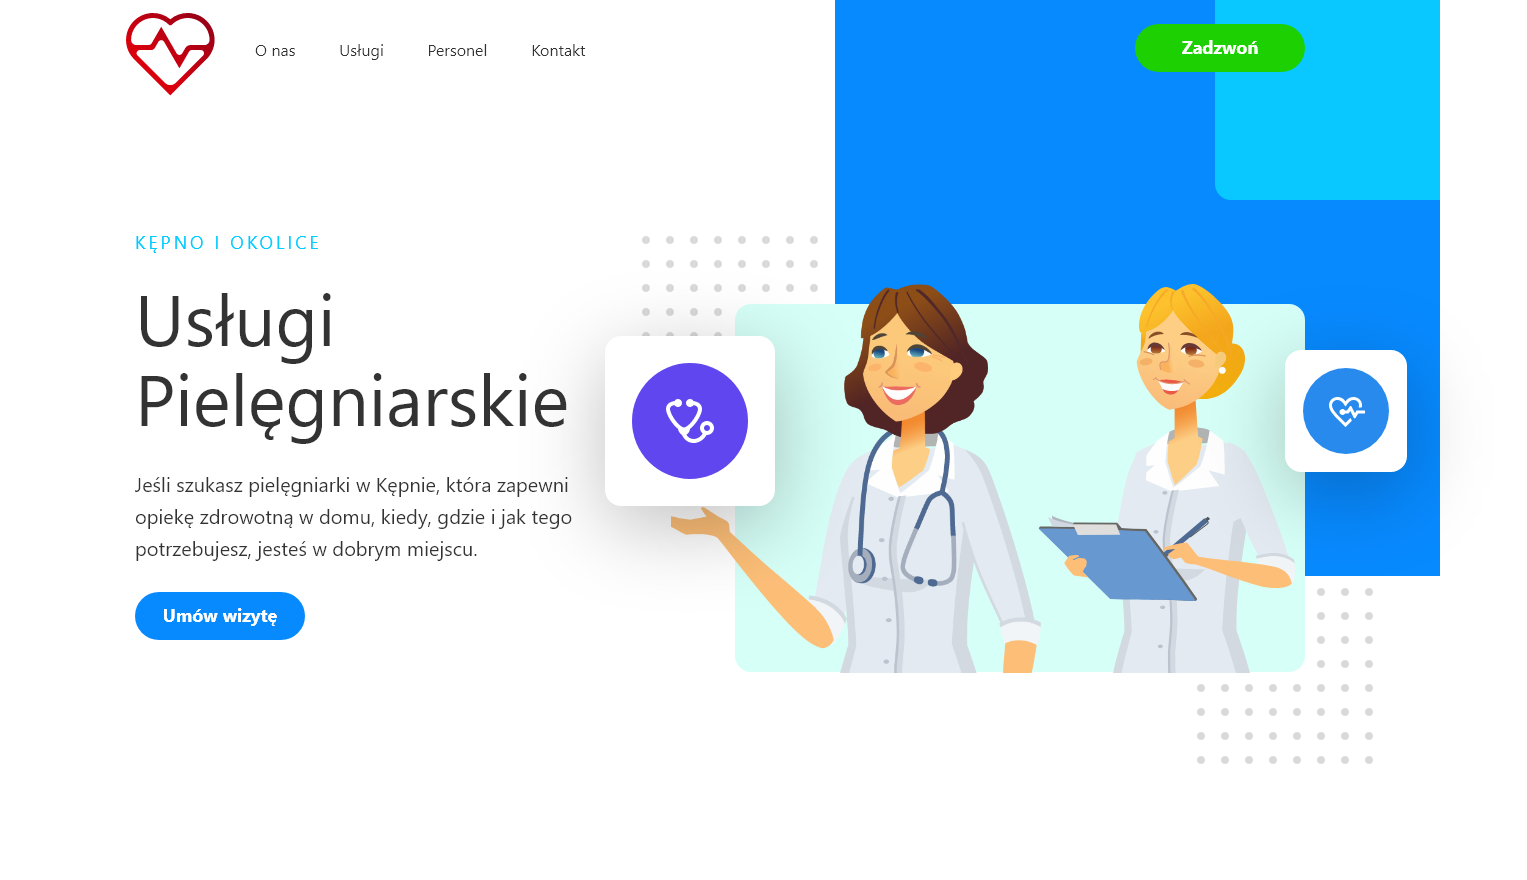 O nas
Usługi
Personel
Kontakt
Zadzwoń
KĘPNO I OKOLICE
Usługi
Pielęgniarskie
Jeśli szukasz pielęgniarki w Kępnie, która zapewni
opiekę zdrowotną w domu, kiedy, gdzie i jak tego
potrzebujesz, jesteś w dobrym miejscu.
Umów wizytę